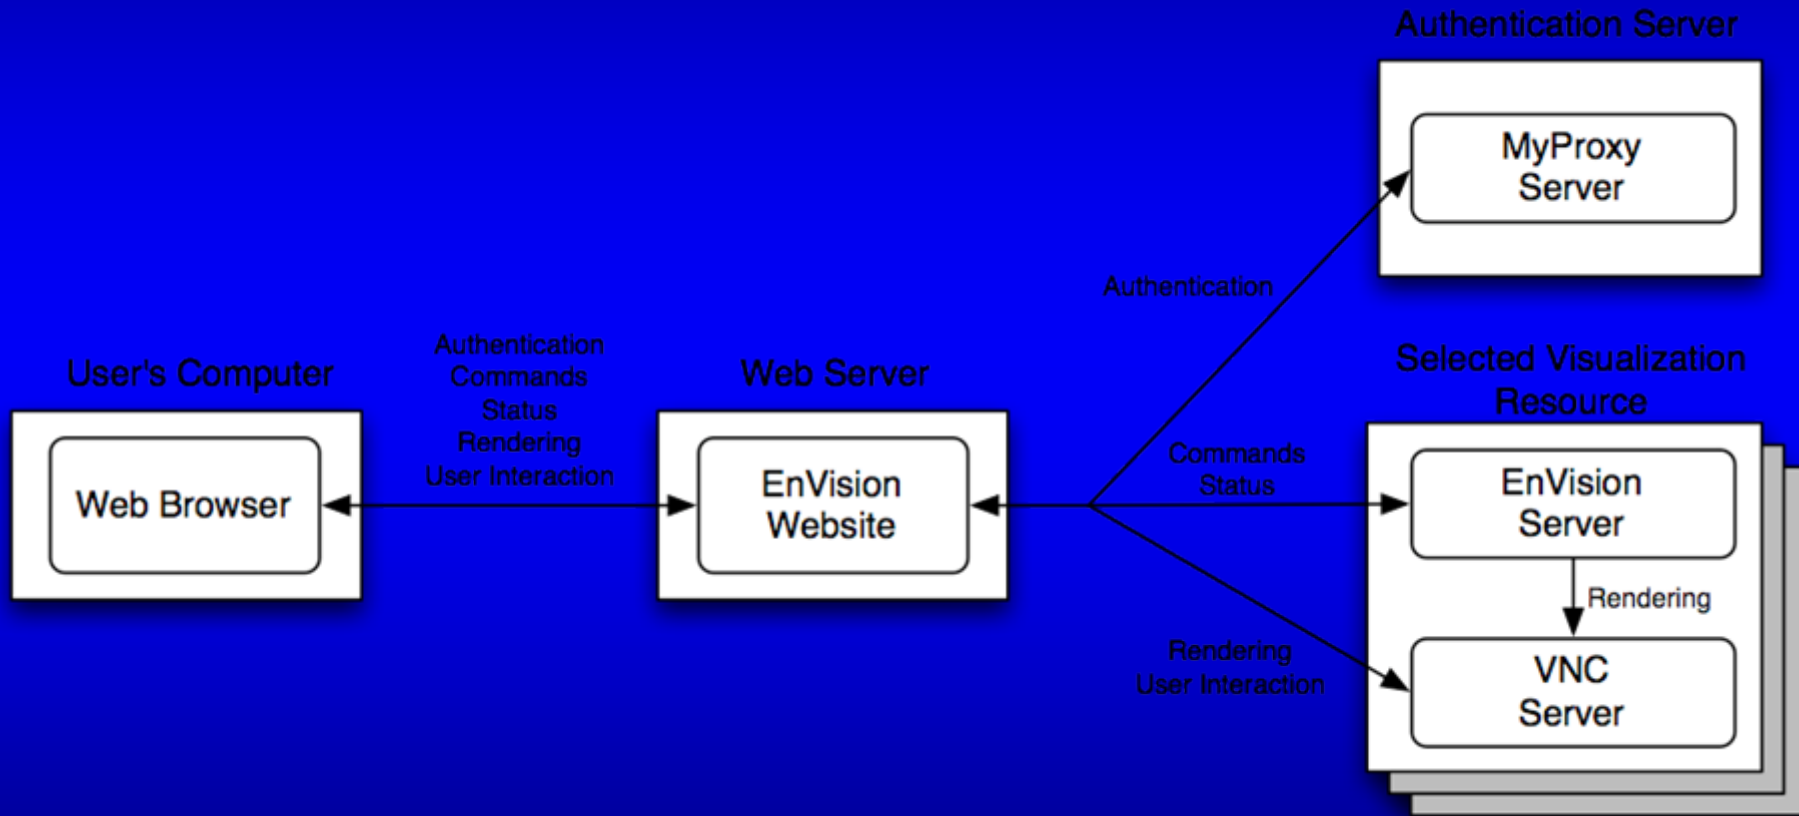 Authentication Server
MyProxy
Server
Authentication
User's Computer
Web Browser
Authentication
Commands
Status
Rendering
User Interaction
Web Server
EnVision
Website
Selected Visualization
Resource
Commands
Status
EnVision
Server
Rendering
Rendering
User Interaction
VNC
Server